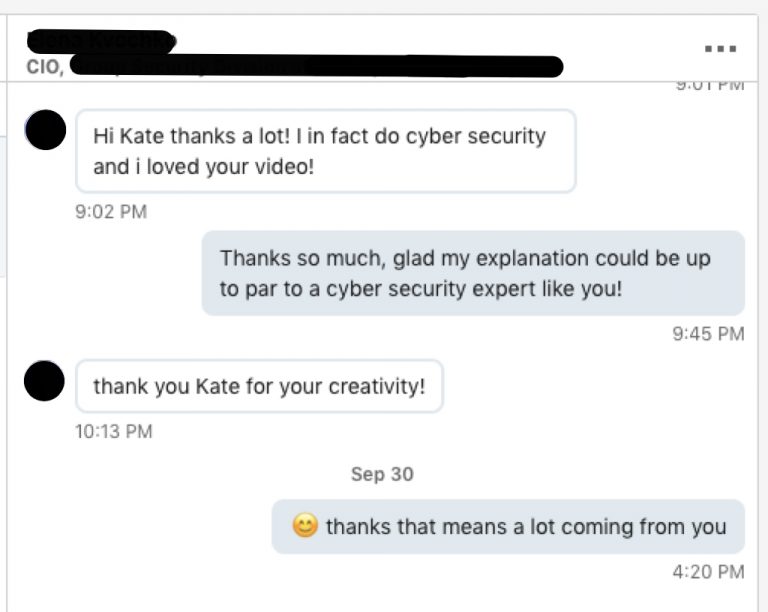 CIO,
9:01 PM
Hi Kate thanks a lot! I in fact do cyber security
and i loved your video!
9:02 PM
Thanks so much, glad my explanation could be up
to par to a cyber security expert like you!
9:45 PM
thank you Kate for your creativity!
10:13 PM
Sep 30
😊 thanks that means a lot coming from you
4:20 PM